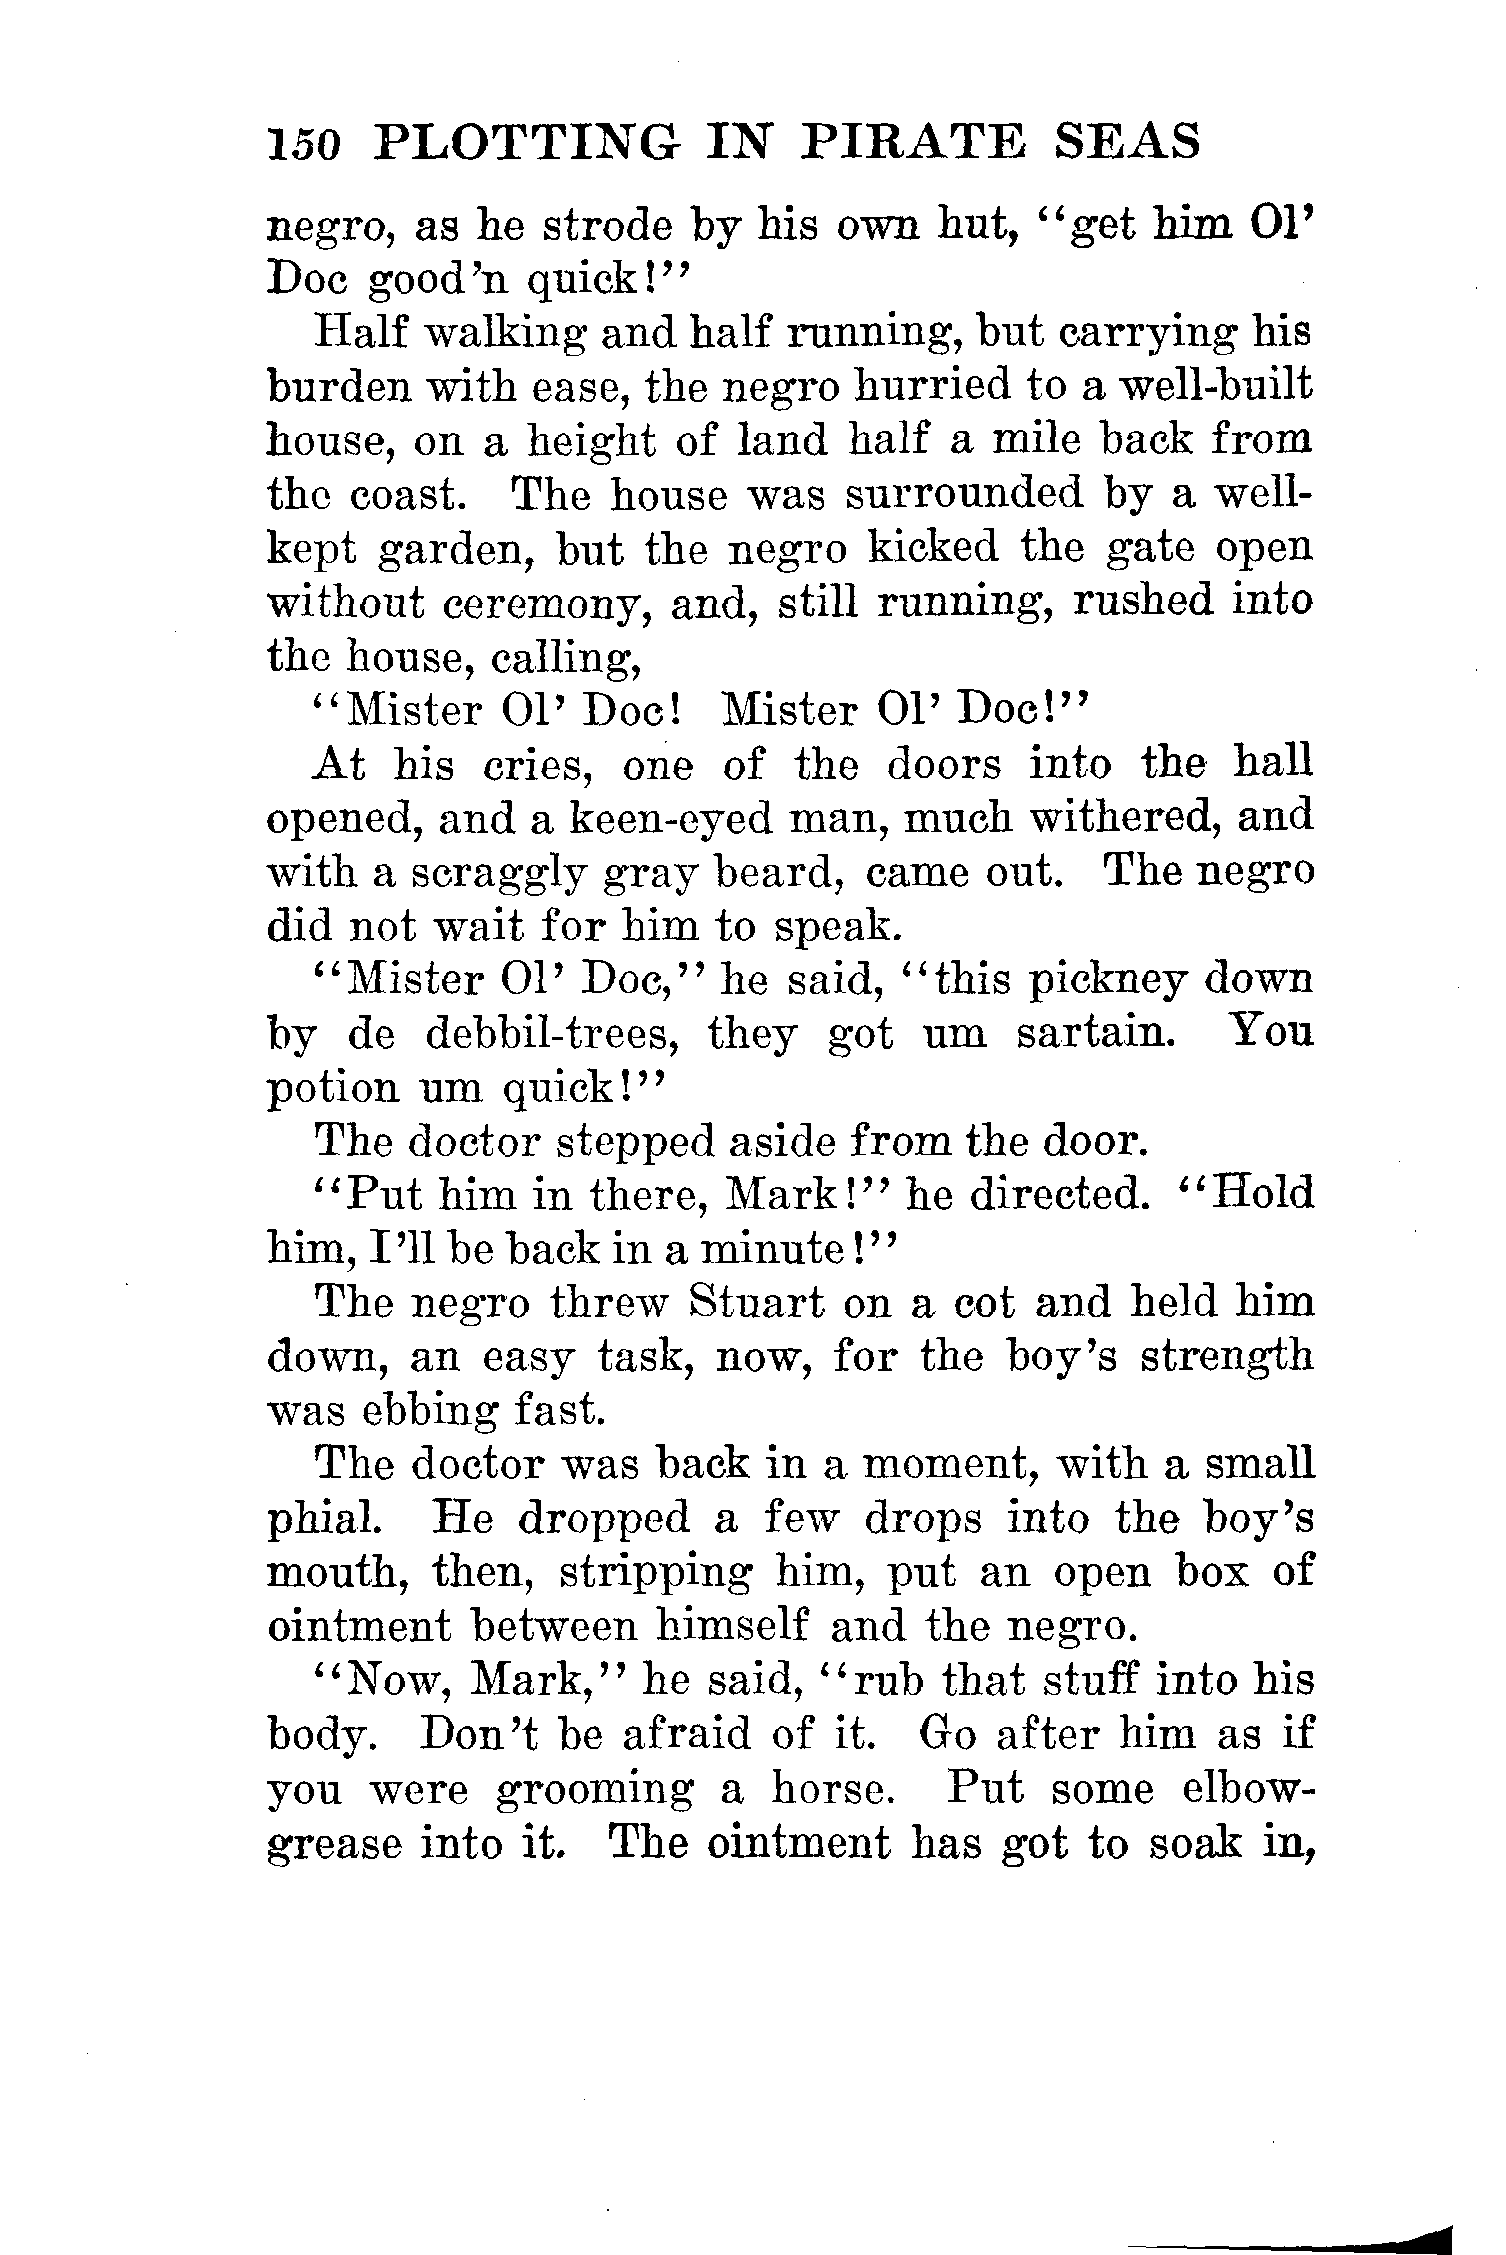 150 PLOTTING IN PIRATE SEAS
negro, as he strode by his own hut, "get him Ol'
Doc good'n quick!"
Half walking and half running, but carrying his
burden with ease, the negro hurried to a well-built
house, on a height of land half a mile back from
the coast. The house was surrounded by a well-
kept garden, but the negro kicked the gate open
without ceremony, and, still running, rushed into
the house, calling,
"Mister Ol' Doc! Mister Ol' Doc!"
At his cries, one of the doors into the hall
opened, and a keen-eyed man, much withered, and
with a scraggly gray beard, came out. The negro
did not wait for him to speak.
"Mister Ol' Doc," he said, "this pickney down
by de debbil-trees, they got um sartain. You
potion um quick!"
The doctor stepped aside from the door.
"Put him in there, Mark!" he directed. "Hold
him, I'll be back in a minute!"
The negro threw Stuart on a cot and held him
down, an easy task, now, for the boy's strength
was ebbing fast.
The doctor was back in a moment, with a small
phial. He dropped a few drops into the boy's
mouth, then, stripping him, put an open box of
ointment between himself and the negro.
"Now, Mark," he said, "rub that stuff into his
body. Don't be afraid of it. Go after him as if
you were grooming a horse. Put some elbow-
grease into it. The ointment has got to soak in,